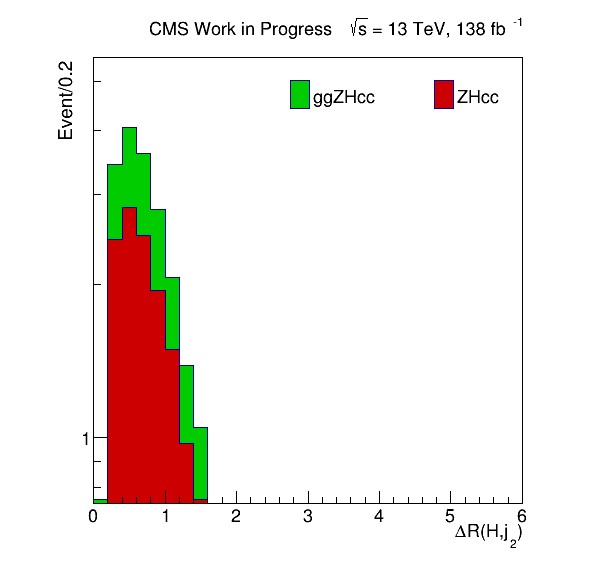 CMS Work in Progress √s = 13 TeV, 138 fb -1
Event/0.2
ggZHcc ZHcc
1
0 1 2 3 4 5 6
ΔR(H,j2)